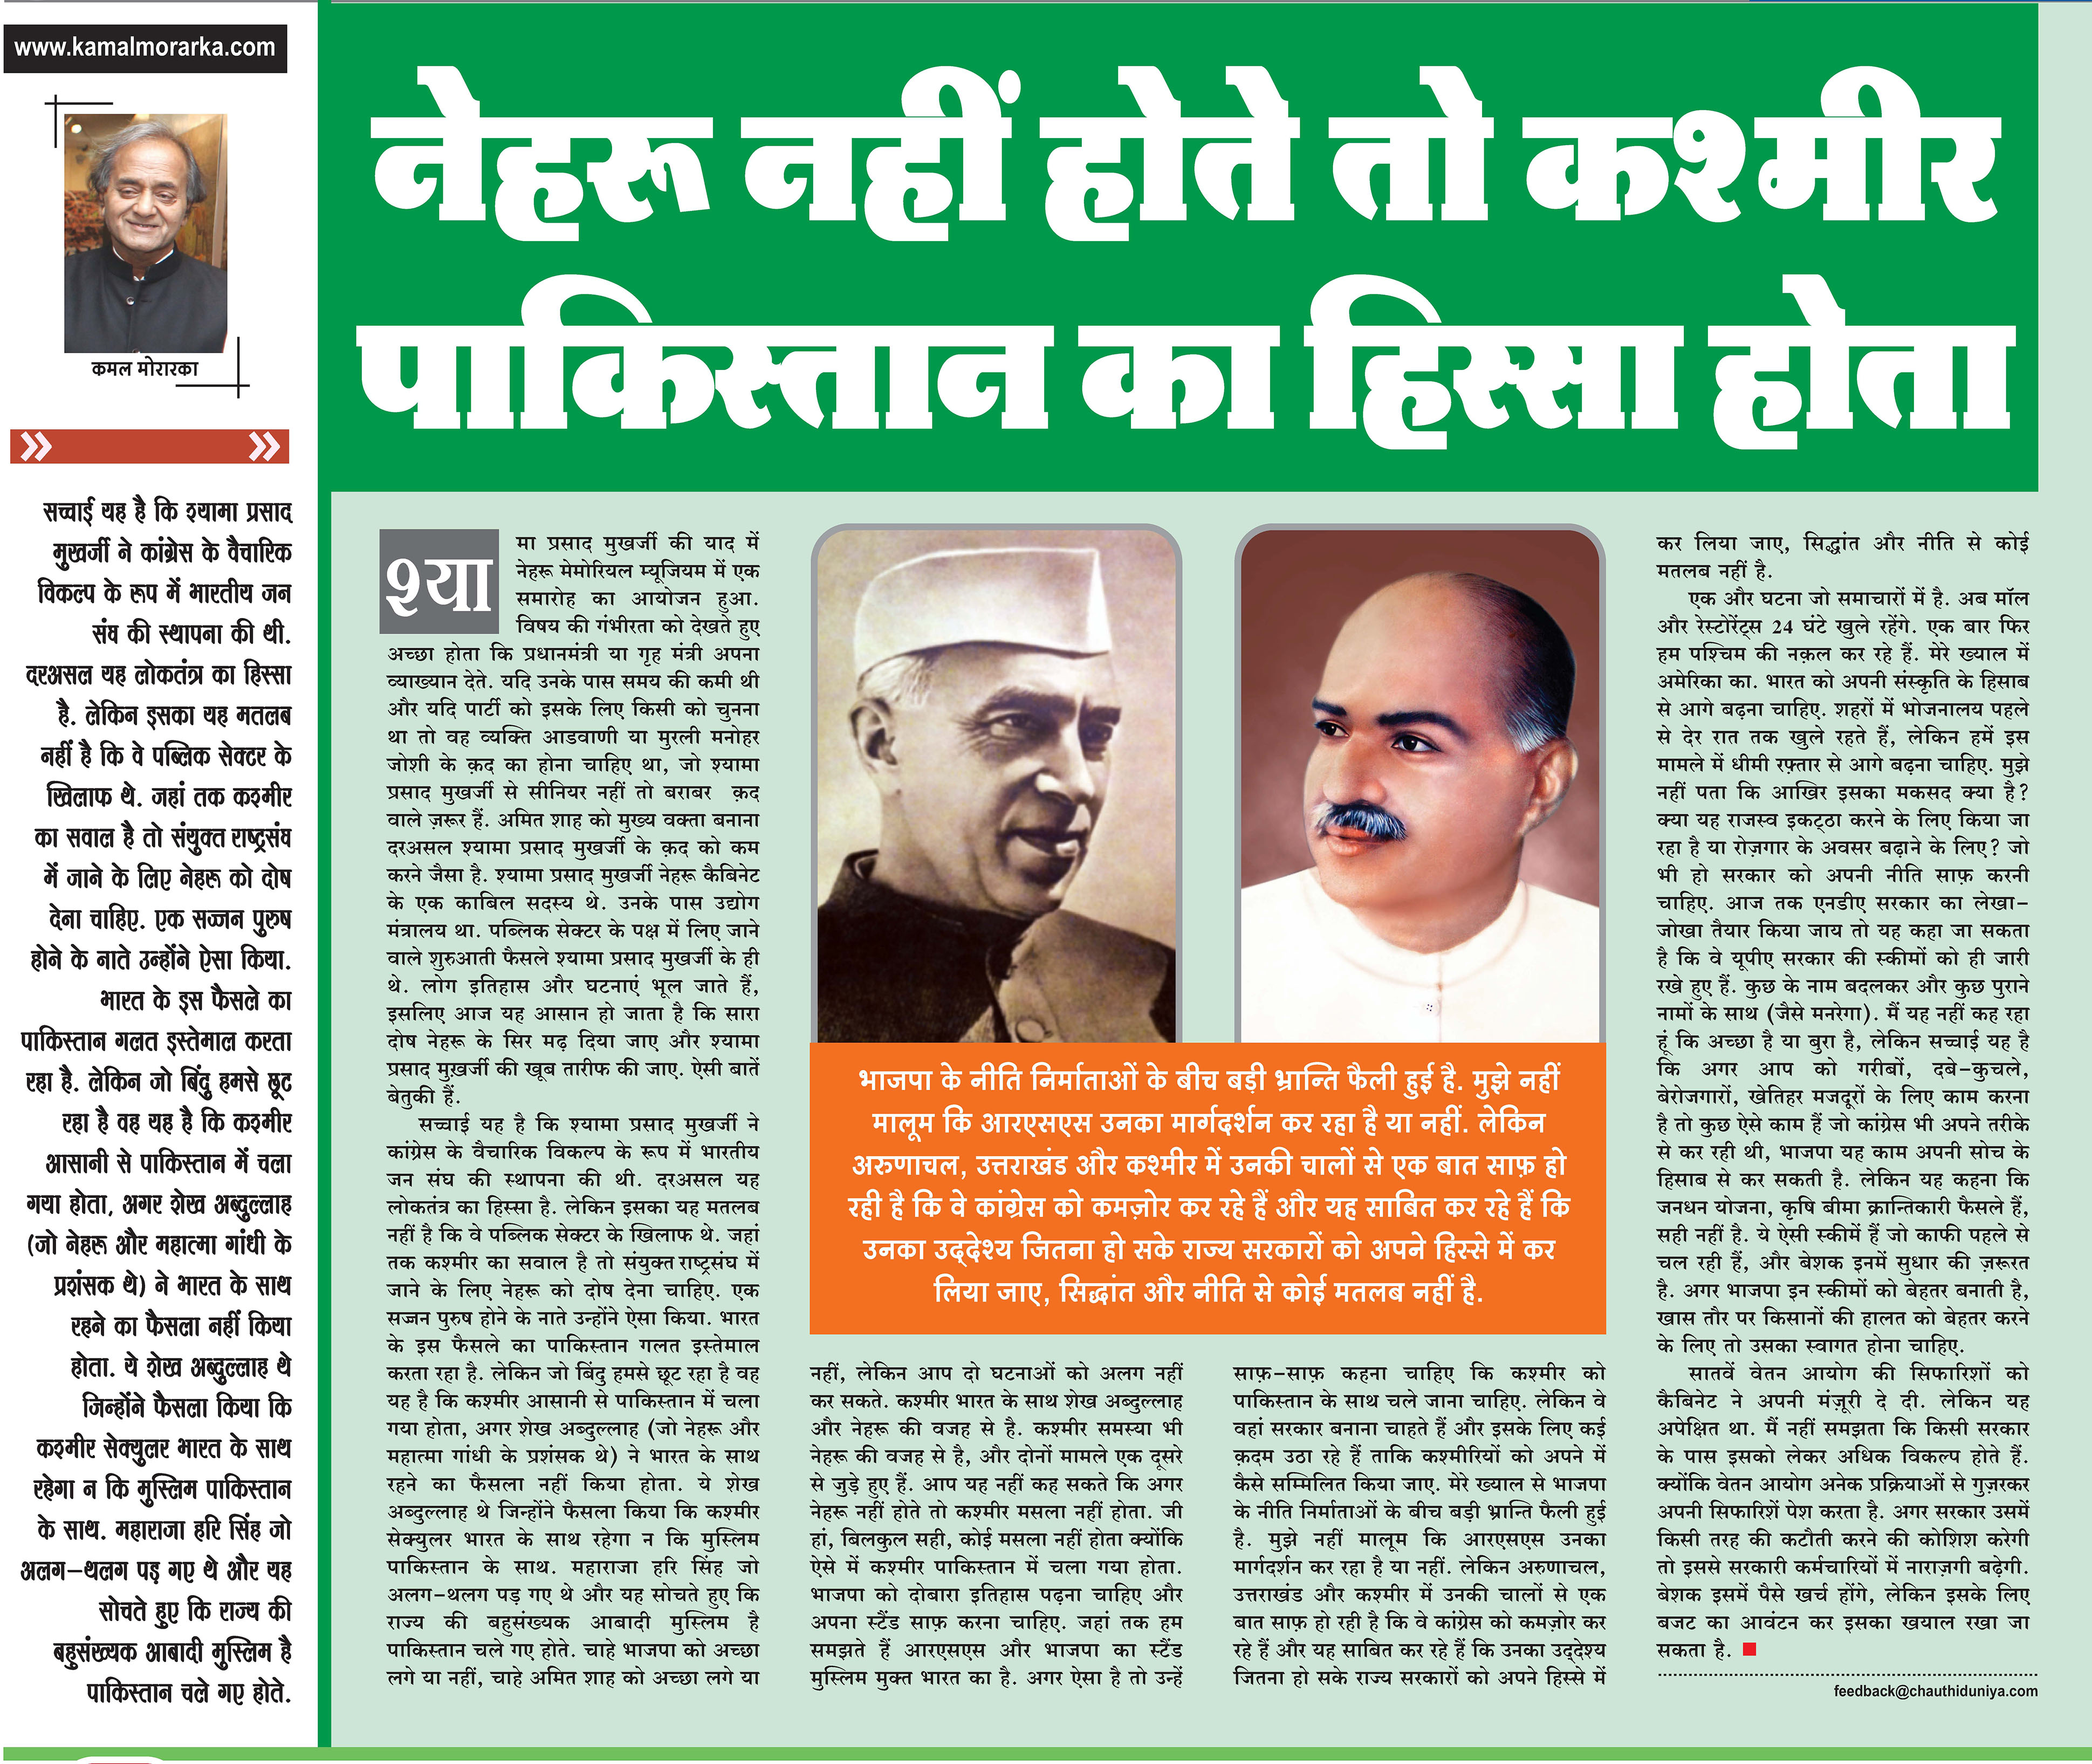 www.kamalmorarka.com
कमल मोरारका
नेहरू नहीं होते तो कश्मीर
पाकिस्तान का हिस्सा होता
सच्चाई यह है कि श्यामा प्रसाद
मुखर्जी ने कांग्रेस के वैचारिक
विकल्प के रूप में भारतीय जन
संघ की स्थापना की थी.
दरअसल यह लोकतंत्र का हिस्सा
है. लेकिन इसका यह मतलब
नहीं है कि वे पब्लिक सेक्टर के
खिलाफ थे. जहां तक कश्मीर
का सवाल है तो संयुक्त राष्ट्रसंघ
में जाने के लिए नेहरू को दोष
देना चाहिए. एक सज्जन पुरुष
होने के नाते उन्होंने ऐसा किया.
भारत के इस फैसले का
पाकिस्तान गलत इस्तेमाल करता
रहा है. लेकिन जो बिंदु हमसे छूट
रहा है वह यह है कि कश्मीर
आसानी से पाकिस्तान में चला
गया होता, अगर शेख अब्दुल्लाह
(जो नेहरू और महात्मा गांधी के
प्रशंसक थे) ने भारत के साथ
रहने का फैसला नहीं किया
होता. ये शेख अब्दुल्लाह थे
जिन्होंने फैसला किया कि
कश्मीर सेक्युलर भारत के साथ
रहेगा न कि मुस्लिम पाकिस्तान
के साथ. महाराजा हरि सिंह जो
अलग-थलग पड़ गए थे और यह
सोचते हुए कि राज्य की
बहुसंख्यक आबादी मुस्लिम है
पाकिस्तान चले गए होते.
श्या
मा प्रसाद मुखर्जी की याद में
नेहरू मेमोरियल म्यूजियम में एक
समारोह का आयोजन हुआ.
विषय की गंभीरता को देखते हुए
अच्छा होता कि प्रधानमंत्री या गृह मंत्री अपना
व्याख्यान देते. यदि उनके पास समय की कमी थी
और यदि पार्टी को इसके लिए किसी को चुनना
था तो वह व्यक्ति आडवाणी या मुरली मनोहर
जोशी के क़द का होना चाहिए था, जो श्यामा
प्रसाद मुखर्जी से सीनियर नहीं तो बराबर क़द
वाले ज़रूर हैं. अमित शाह को मुख्य वक्ता बनाना
दरअसल श्यामा प्रसाद मुखर्जी के क़द को कम
करने जैसा है. श्यामा प्रसाद मुखर्जी नेहरू कैबिनेट
के एक काबिल सदस्य थे. उनके पास उद्योग
मंत्रालय था. पब्लिक सेक्टर के पक्ष में लिए जाने
वाले शुरुआती फैसले श्यामा प्रसाद मुखर्जी के ही
थे. लोग इतिहास और घटनाएं भूल जाते हैं,
इसलिए आज यह आसान हो जाता है कि सारा
दोष नेहरू के सिर मढ़ दिया जाए और श्यामा
प्रसाद मुख़र्जी की खूब तारीफ की जाए. ऐसी बातें
बेतुकी हैं.
सच्चाई यह है कि श्यामा प्रसाद मुखर्जी ने
कांग्रेस के वैचारिक विकल्प के रूप में भारतीय
जन संघ की स्थापना की थी. दरअसल यह
लोकतंत्र का हिस्सा है. लेकिन इसका यह मतलब
नहीं है कि वे पब्लिक सेक्टर के खिलाफ थे. जहां
तक कश्मीर का सवाल है तो संयुक्त राष्ट्रसंघ में
जाने के लिए नेहरू को दोष देना चाहिए. एक
सज्जन पुरुष होने के नाते उन्होंने ऐसा किया. भारत
के इस फैसले का पाकिस्तान गलत इस्तेमाल
करता रहा है. लेकिन जो बिंदु हमसे छूट रहा है वह
यह है कि कश्मीर आसानी से पाकिस्तान में चला
गया होता, अगर शेख अब्दुल्लाह (जो नेहरू और
महात्मा गांधी के प्रशंसक थे) ने भारत के साथ
रहने का फैसला नहीं किया होता. ये शेख
अब्दुल्लाह थे जिन्होंने फैसला किया कि कश्मीर
सेक्युलर भारत के साथ रहेगा न कि मुस्लिम
पाकिस्तान के साथ. महाराजा हरि सिंह जो
अलग-थलग पड़ गए थे और यह सोचते हुए कि
राज्य की बहुसंख्यक आबादी मुस्लिम है
पाकिस्तान चले गए होते. चाहे भाजपा को अच्छा
लगे या नहीं, चाहे अमित शाह को अच्छा लगे या
भाजपा के नीति निर्माताओं के बीच बड़ी भ्रान्ति फैली हुई है. मुझे नहीं
मालूम कि आरएसएस उनका मार्गदर्शन कर रहा है या नहीं. लेकिन
अरुणाचल, उत्तराखंड और कश्मीर में उनकी चालों से एक बात साफ़ हो
रही है कि वे कांग्रेस को कमज़ोर कर रहे हैं और यह साबित कर रहे हैं कि
उनका उद्देश्य जितना हो सके राज्य सरकारों को अपने हिस्से में कर
लिया जाए, सिद्धांत और नीति से कोई मतलब नहीं है.
नहीं, लेकिन आप दो घटनाओं को अलग नहीं
कर सकते. कश्मीर भारत के साथ शेख अब्दुल्लाह
और नेहरू की वजह से है. कश्मीर समस्या भी
नेहरू की वजह से है, और दोनों मामले एक दूसरे
से जुड़े हुए हैं. आप यह नहीं कह सकते कि अगर
नेहरू नहीं होते तो कश्मीर मसला नहीं होता. जी
हां, बिलकुल सही, कोई मसला नहीं होता क्योंकि
ऐसे में कश्मीर पाकिस्तान में चला गया होता.
भाजपा को दोबारा इतिहास पढ़ना चाहिए और
अपना स्टैंड साफ़ करना चाहिए. जहां तक हम
समझते हैं आरएसएस और भाजपा का स्टैंड
मुस्लिम मुक्त भारत का है. अगर ऐसा है तो उन्हें
साफ़-साफ़ कहना चाहिए कि कश्मीर को
पाकिस्तान के साथ चले जाना चाहिए. लेकिन वे
वहां सरकार बनाना चाहते हैं और इसके लिए कई
क़दम उठा रहे हैं ताकि कश्मीरियों को अपने में
कैसे सम्मिलित किया जाए. मेरे ख्याल से भाजपा
के नीति निर्माताओं के बीच बड़ी भ्रान्ति फैली हुई
है. मुझे नहीं मालूम कि आरएसएस उनका
मार्गदर्शन कर रहा है या नहीं. लेकिन अरुणाचल,
उत्तराखंड और कश्मीर में उनकी चालों से एक
बात साफ़ हो रही है कि वे कांग्रेस को कमज़ोर कर
रहे हैं और यह साबित कर रहे हैं कि उनका उद्देश्य
जितना हो सके राज्य सरकारों को अपने हिस्से में
कर लिया जाए, सिद्धांत और नीति से कोई
मतलब नहीं है.
एक और घटना जो समाचारों में है. अब मॉल
और रेस्टोरेंट्स 24 घंटे खुले रहेंगे. एक बार फिर
हम पश्चिम की नक़ल कर रहे हैं. मेरे ख्याल में
अमेरिका का. भारत को अपनी संस्कृति के हिसाब
से आगे बढ़ना चाहिए. शहरों में भोजनालय पहले
से देर रात तक खुले रहते हैं, लेकिन हमें इस
मामले में धीमी रफ़्तार से आगे बढ़ना चाहिए. मुझे
नहीं पता कि आखिर इसका मकसद क्या है?
क्या यह राजस्व इकट्ठा करने के लिए किया जा
रहा है या रोज़गार के अवसर बढ़ाने के लिए? जो
भी हो सरकार को अपनी नीति साफ़ करनी
चाहिए. आज तक एनडीए सरकार का लेखा-
जोखा तैयार किया जाय तो यह कहा जा सकता
है कि वे यूपीए सरकार की स्कीमों को ही जारी
रखे हुए हैं. कुछ के नाम बदलकर और कुछ पुराने
नामों के साथ (जैसे मनरेगा). मैं यह नहीं कह रहा
हूं कि अच्छा है या बुरा है, लेकिन सच्चाई यह है
कि अगर आप को गरीबों, दबे-कुचले,
बेरोजगारों, खेतिहर मजदूरों के लिए काम करना
है तो कुछ ऐसे काम हैं जो कांग्रेस भी अपने तरीके
से कर रही थी, भाजपा यह काम अपनी सोच के
हिसाब से कर सकती है. लेकिन यह कहना कि
जनधन योजना, कृषि बीमा क्रान्तिकारी फैसले हैं,
सही नहीं है. ये ऐसी स्कीमें हैं जो काफी पहले से
चल रही हैं, और बेशक इनमें सुधार की ज़रूरत
है. अगर भाजपा इन स्कीमों को बेहतर बनाती है,
खास तौर पर किसानों की हालत को बेहतर करने
के लिए तो उसका स्वागत होना चाहिए.
सातवें वेतन आयोग की सिफारिशों को
कैबिनेट ने अपनी मंज़ूरी दे दी. लेकिन यह
अपेक्षित था. मैं नहीं समझता कि किसी सरकार
के पास इसको लेकर अधिक विकल्प होते हैं.
क्योंकि वेतन आयोग अनेक प्रक्रियाओं से गुज़रकर
अपनी सिफारिशें पेश करता है. अगर सरकार उसमें
किसी तरह की कटौती करने की कोशिश करेगी
तो इससे सरकारी कर्मचारियों में नाराज़गी बढ़ेगी.
बेशक इसमें पैसे खर्च होंगे, लेकिन इसके लिए
बजट का आवंटन कर इसका खयाल रखा जा
सकता है.
feedback@chauthiduniya.com